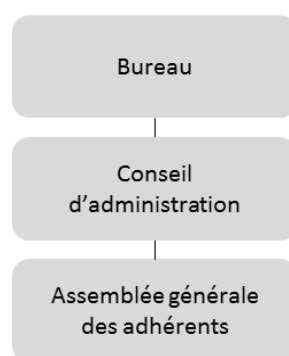 Bureau
Conseil
d’administration
Assemblée générale
des adhérents